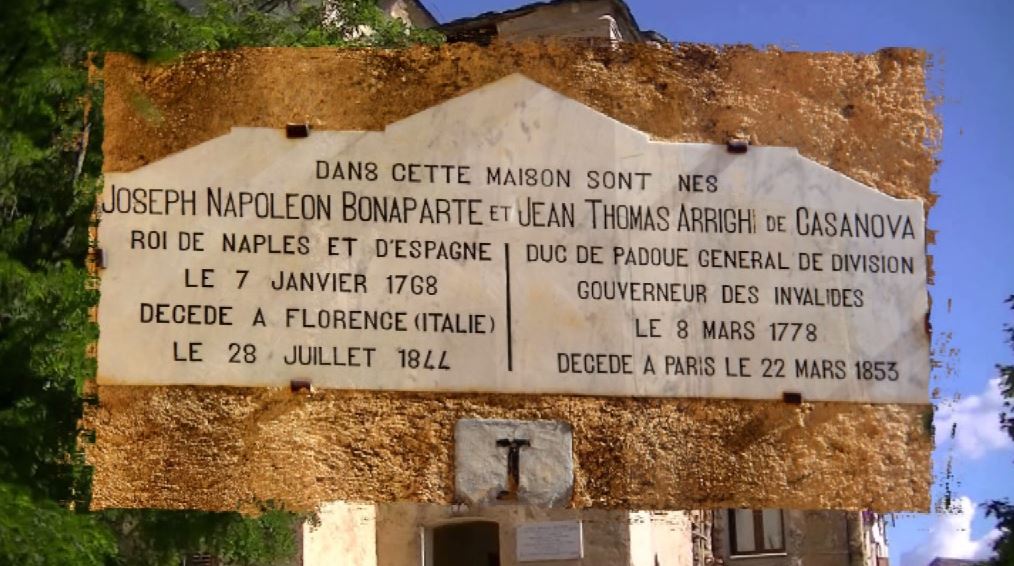 DANS CETTE MAISON SONT NES
JOSEPH NAPOLEON BONAPARTE ET JEAN THOMAS ARRIGHI DE CASANOVA
ROI DE NAPLES ET D'ESPAGNE
LE 7 JANVIER 1768
DECEDE A FLORENCE (ITALIE)
LE 28 JUILLET 1844
DUC DE PADOUE GENERAL DE DIVISION
GOUVERNEUR DES INVALIDES
LE 8 MARS 1778
DECEDE A PARIS LE 22 MARS 1853